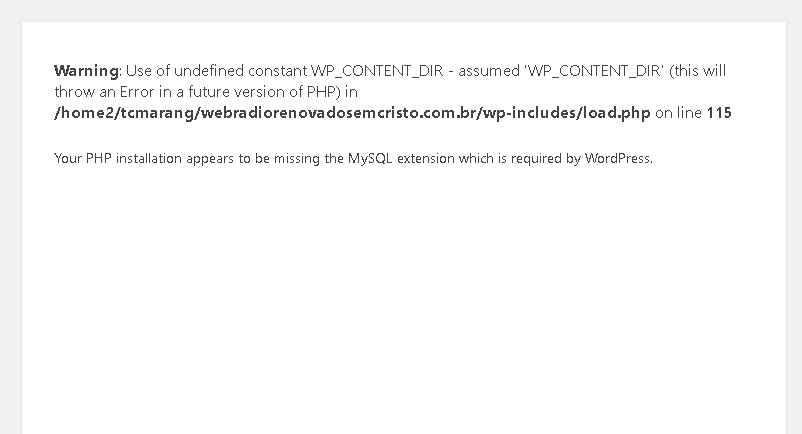 Warning: Use of undefined constant WP_CONTENT_DIR - assumed 'WP_CONTENT_DIR' (this will
throw an Error in a future version of PHP) in
/home2/tcmarang/webradiorenovadosemcristo.com.br/wp-includes/load.php on line 115
Your PHP installation appears to be missing the MySQL extension which is required by WordPress.